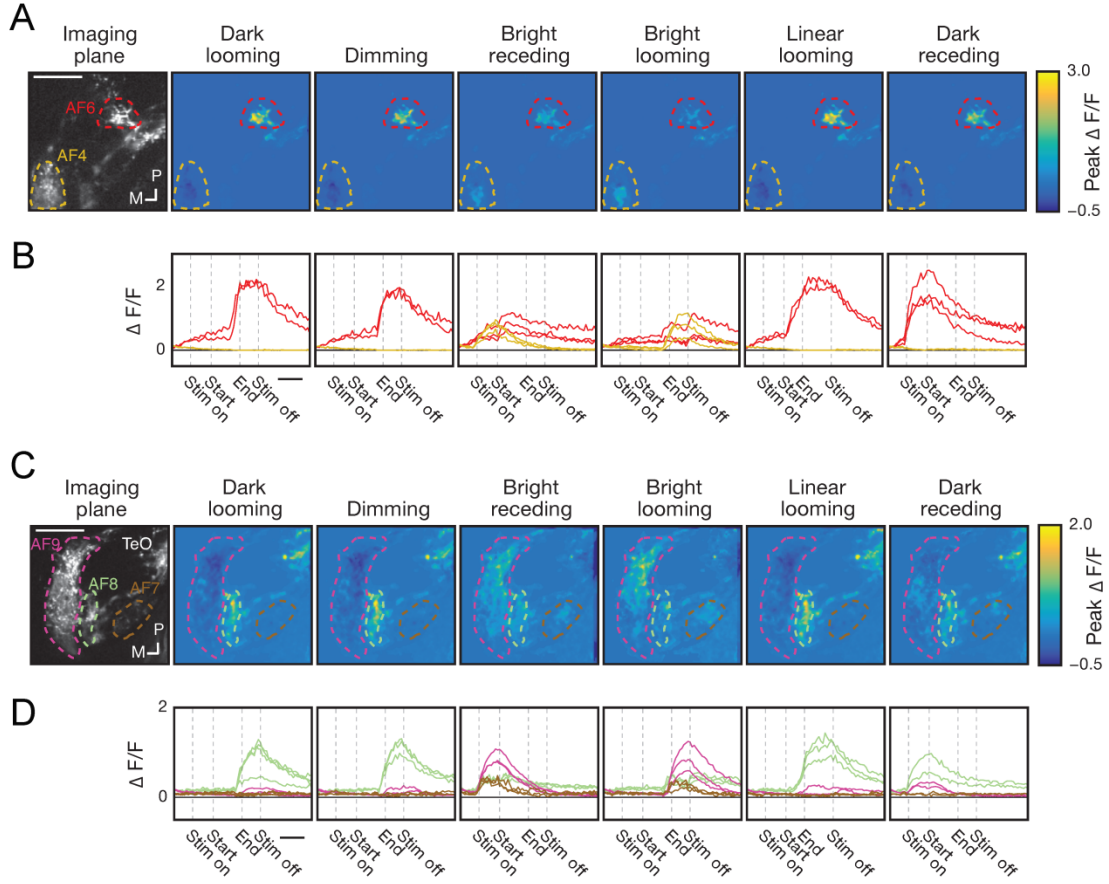 A
Imaging plane
Dark looming
Dimming
Bright receding
Bright looming
Linear looming
Dark receding
AF6
AF4
P
M
3.0
Peak Δ F/F
−0.5
B
Δ F/F
2
0
Stim on
Start
End
Stim off
Stim on
Start
End
Stim off
Stim on
Start
End
Stim off
Stim on
Start
End
Stim off
Stim on
Start
End
Stim off
Stim on
Start
End
Stim off
C
Imaging plane
Dark looming
Dimming
Bright receding
Bright looming
Linear looming
Dark receding
AF9
TeO
AF8
AF7
P
M
2.0
Peak Δ F/F
−0.5
D
Δ F/F
2
0
Stim on
Start
End
Stim off
Stim on
Start
End
Stim off
Stim on
Start
End
Stim off
Stim on
Start
End
Stim off
Stim on
Start
End
Stim off
Stim on
Start
End
Stim off